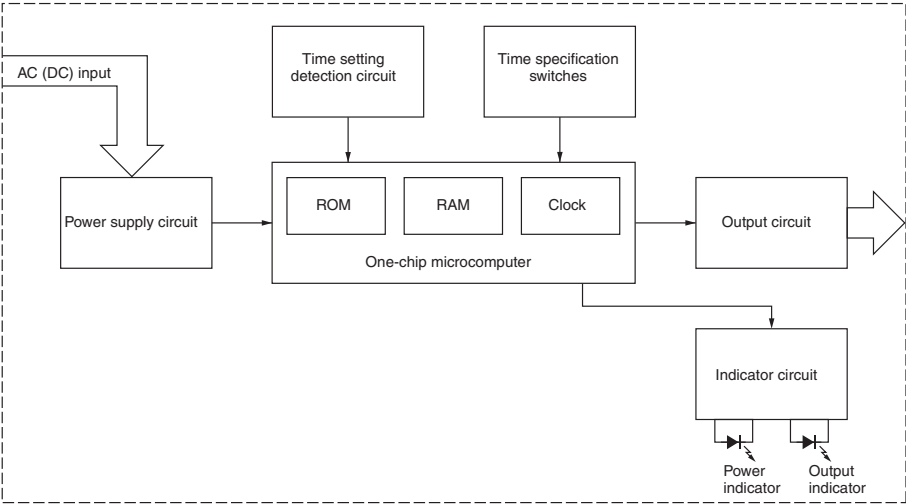 AC (DC) input
Time setting
detection circuit
Time specification
switches
Power supply circuit
ROM
RAM
Clock
One-chip microcomputer
Output circuit
Indicator circuit
Power
indicator
Output
indicator